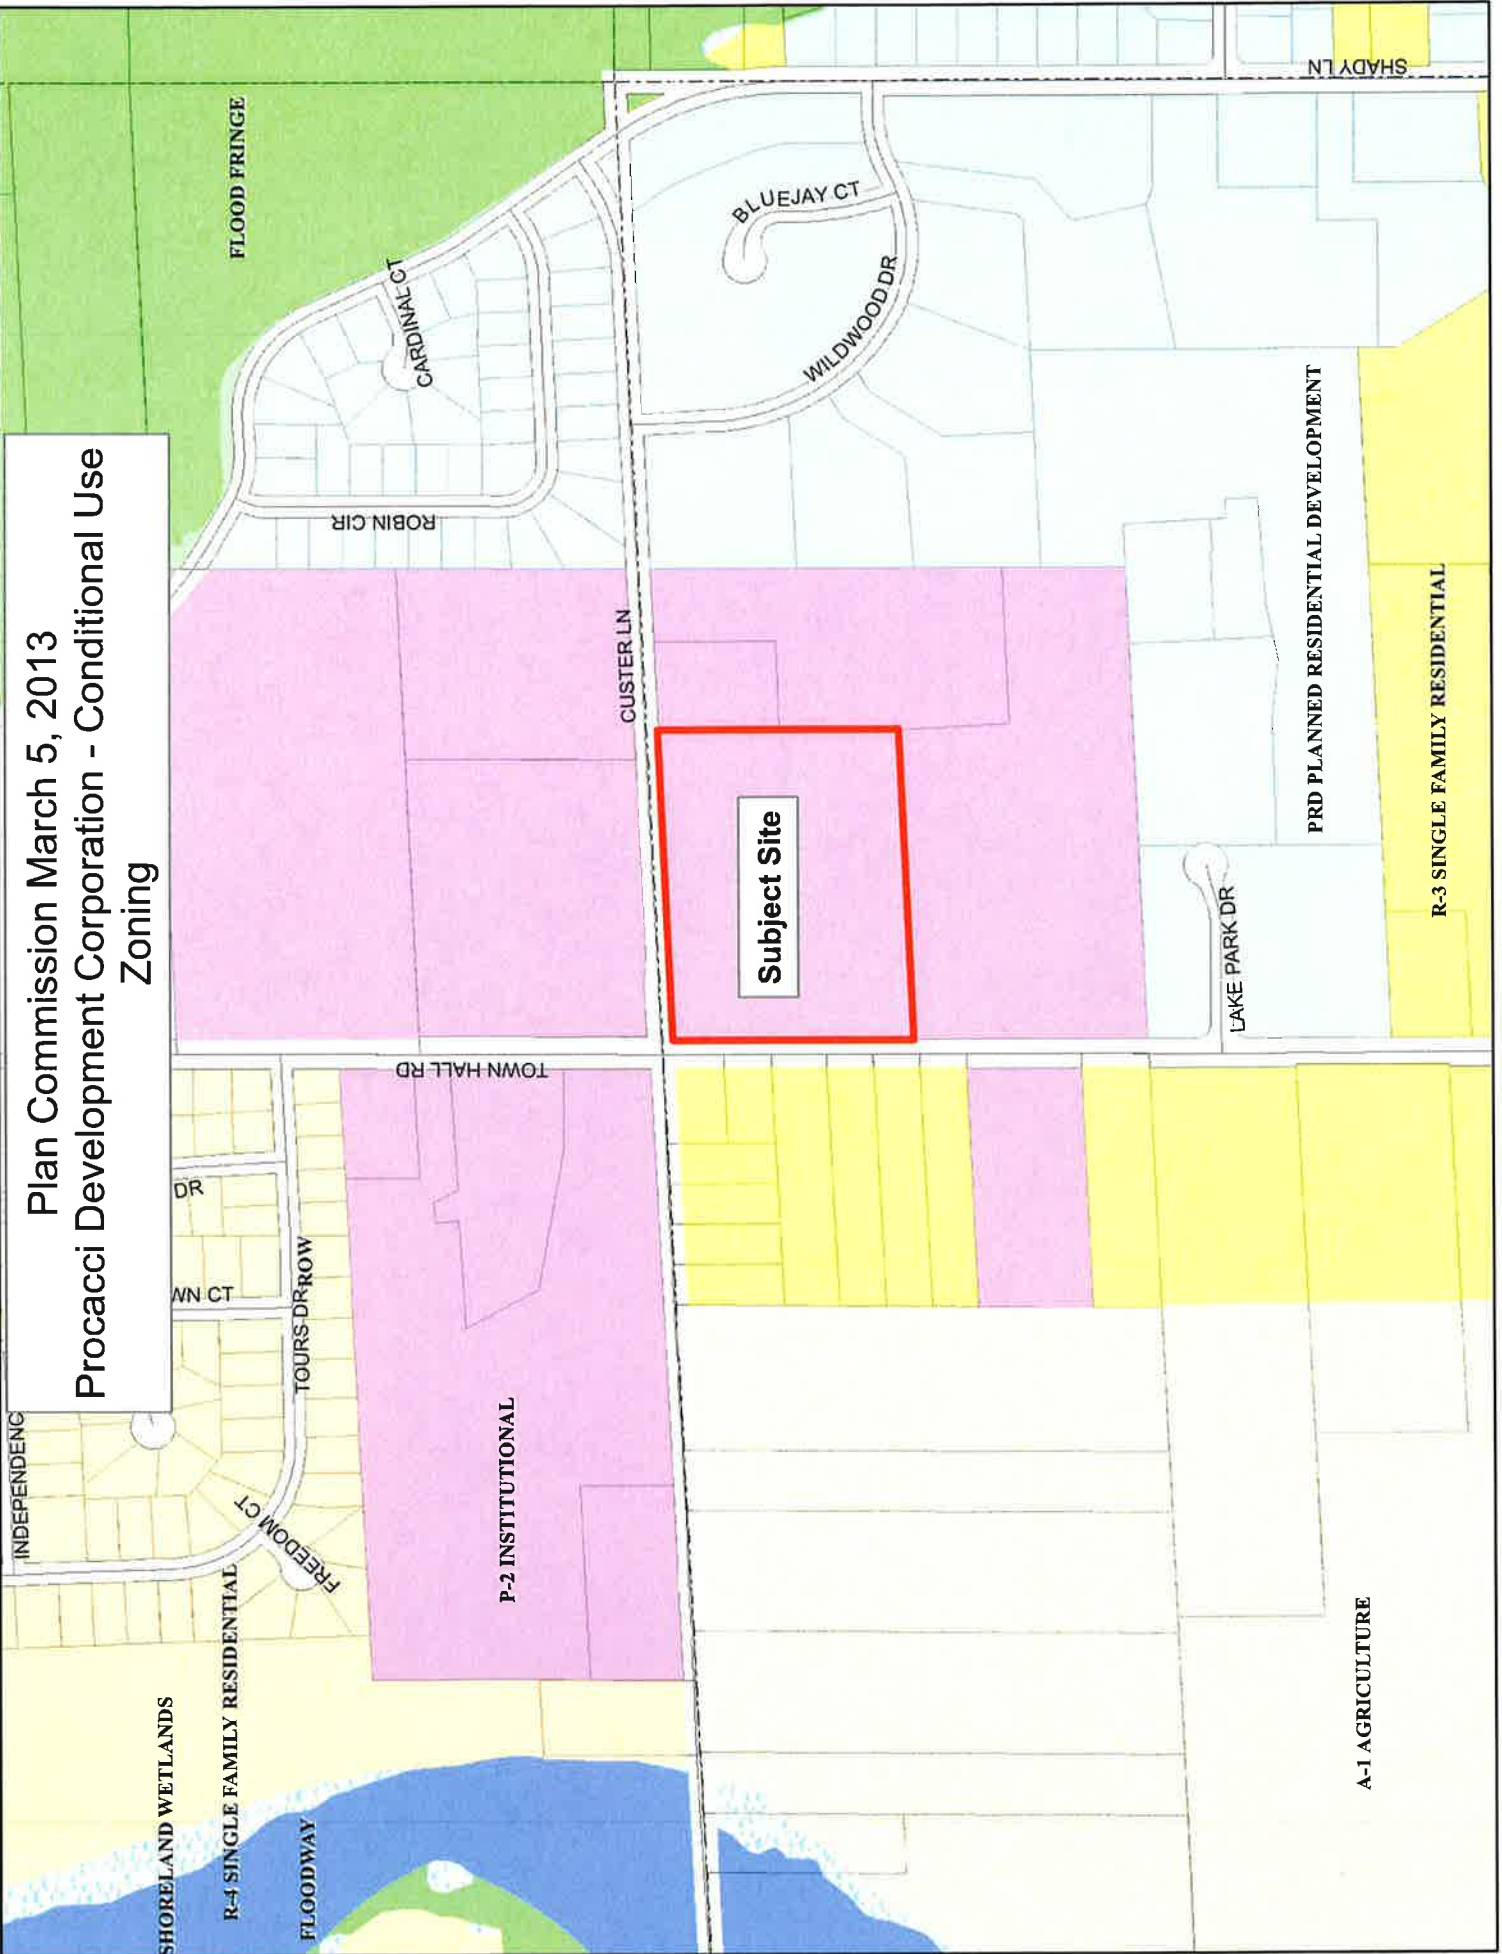 Plan Commission March 5, 2013
Procacci Development Corporation - Conditional Use
Zoning
INDEPENDENC
FREEDOM CT
TOURS DR
ROW
WN CT
DR
SHORELAND WETLANDS
R-4 SINGLE FAMILY RESIDENTIAL
FLOODWAY
P-2 INSTITUTIONAL
TOWN HALL RD
FLOOD FRINGE
CARDINAL CT
ROBIN CIR
CUSTER LN
BLUEJAY CT
WILDWOOD DR
SHADY LN
Subject Site
LAKE PARK DR
PRD PLANNED RESIDENTIAL DEVELOPMENT
R-3 SINGLE FAMILY RESIDENTIAL
A-1 AGRICULTURE